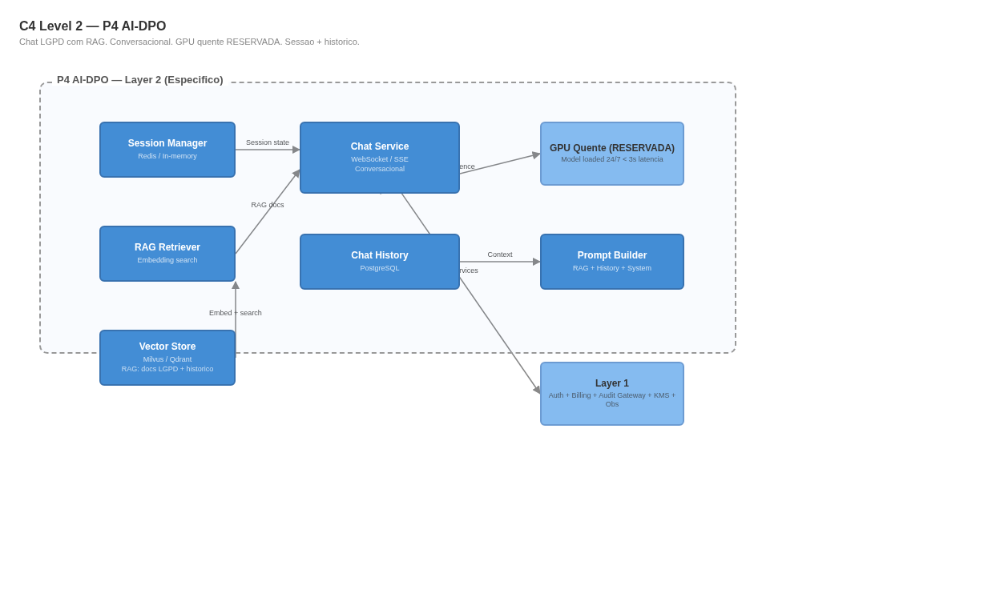 C4 Level 2 — P4 AI-DPO
Chat LGPD com RAG. Conversacional. GPU quente RESERVADA. Sessao + historico.
P4 AI-DPO — Layer 2 (Especifico)
Session Manager
Redis / In-memory
Session state
Chat Service
WebSocket / SSE
Conversacional
GPU Quente (RESERVADA)
Model loaded 24/7 < 3s latencia
RAG docs
RAG Retriever
Embedding search
Chat History
PostgreSQL
Context
Prompt Builder
RAG + History + System
Embed + search
Vector Store
Milvus / Qdrant
RAG: docs LGPD + historico
Layer 1
Auth + Billing + Audit Gateway + KMS +
Obs